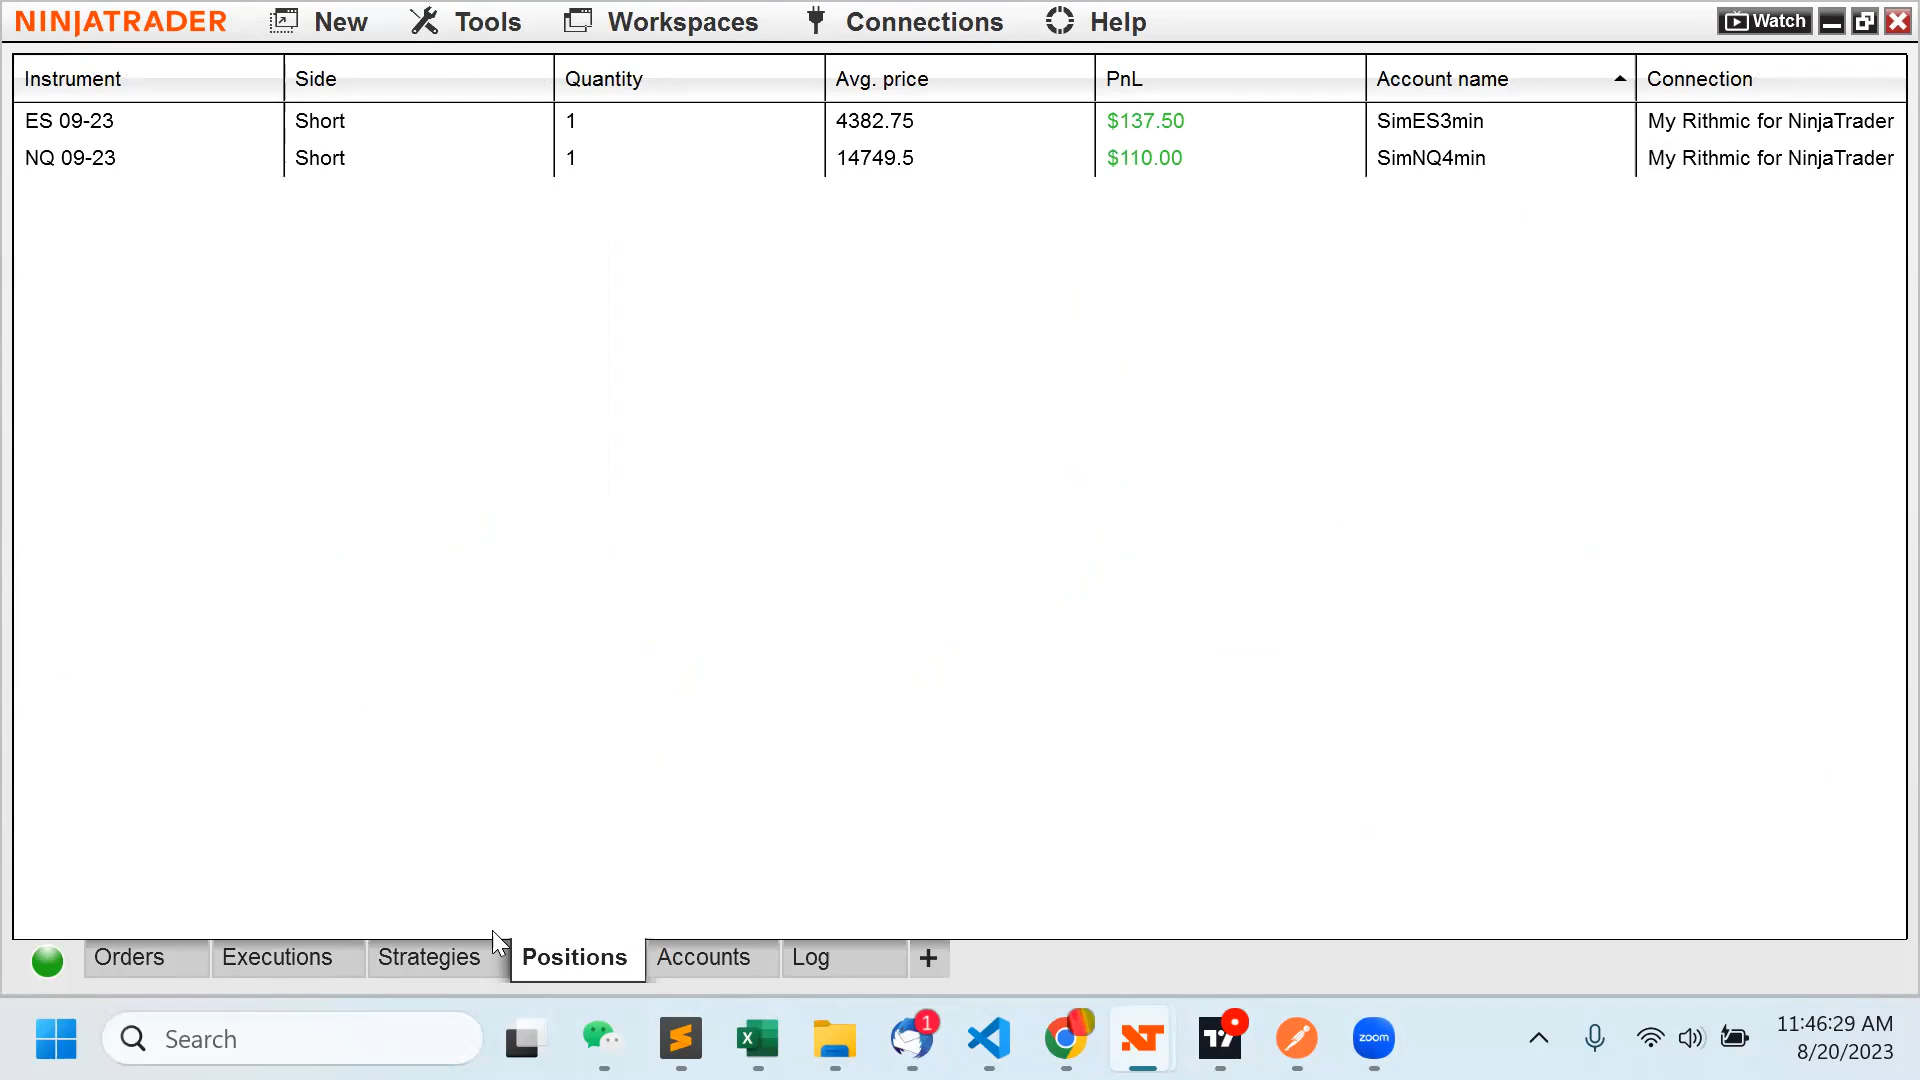 NINJATRADER New Tools Workspaces Connections Help Watch
Instrument Side Quantity Avg. price PnL Account name Connection
ES 09-23 Short 1 4382.75 $137.50 SimES3min My Rithmic for NinjaTrader
NQ 09-23 Short 1 14749.5 $110.00 SimNQ4min My Rithmic for NinjaTrader
Orders Executions Strategies Positions Accounts Log +
Search X 1 NT 17 zoom 11:46:29 AM
8/20/2023